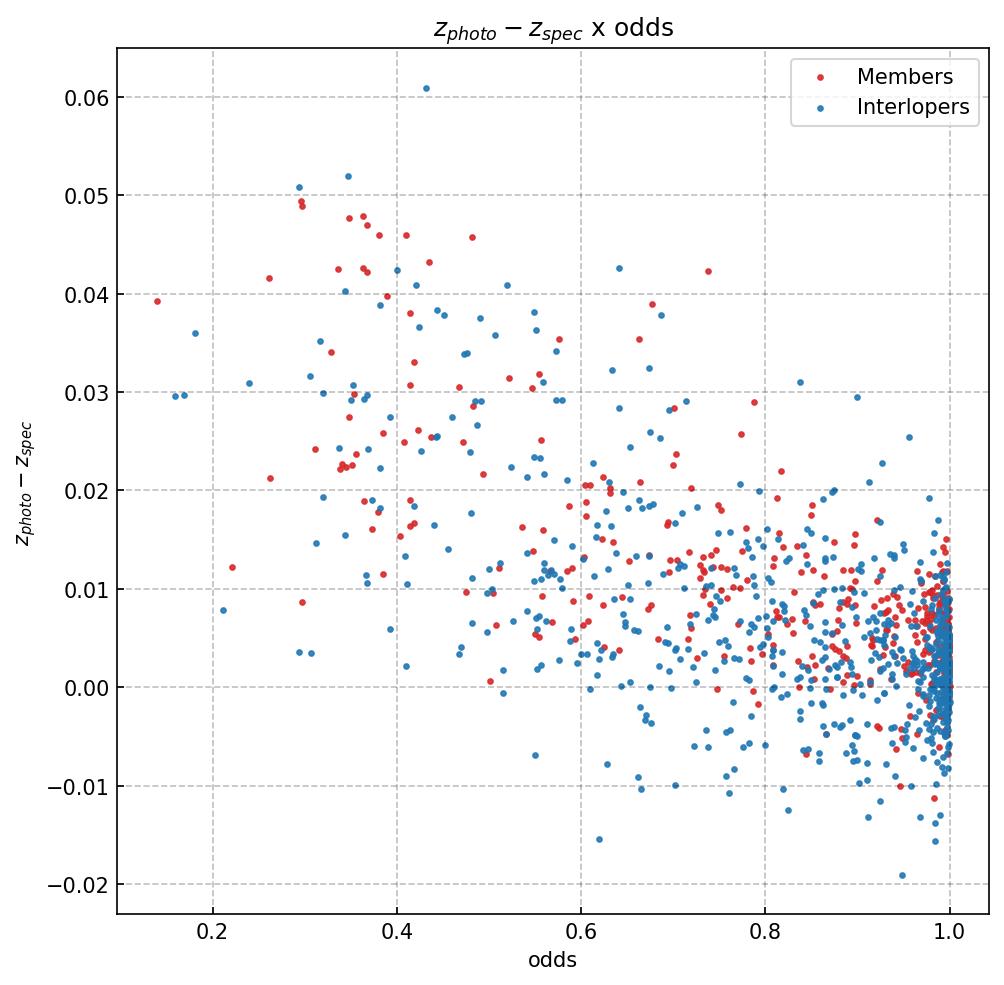 z_photo − z_spec x odds
Members
Interlopers
z_photo − z_spec
0.06
0.05
0.04
0.03
0.02
0.01
0.00
−0.01
−0.02
0.2 0.4 0.6 0.8 1.0
odds